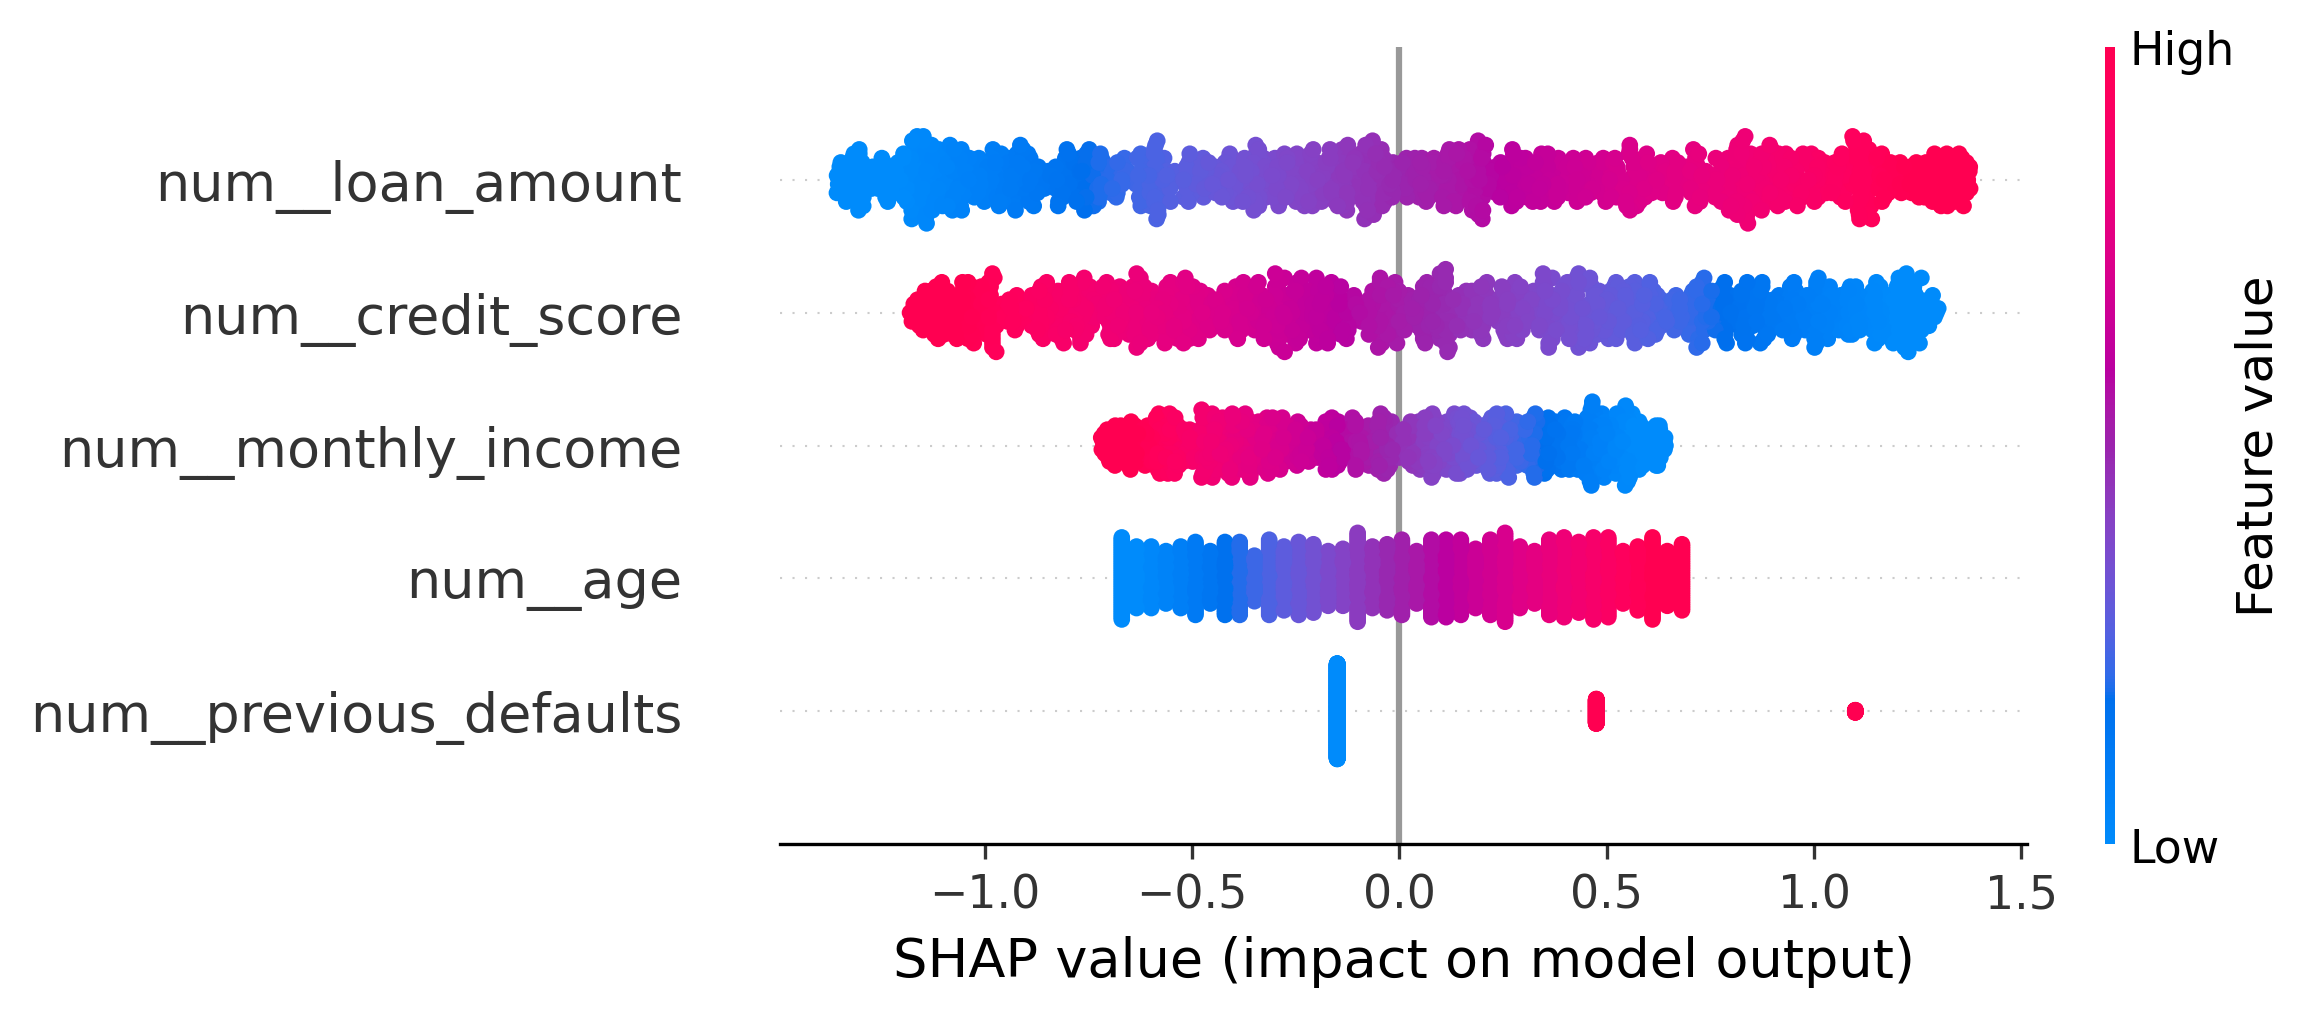 High
num__loan_amount
num__credit_score
num__monthly_income
num__age
num__previous_defaults
Feature value
Low
−1.0 −0.5 0.0 0.5 1.0 1.5
SHAP value (impact on model output)